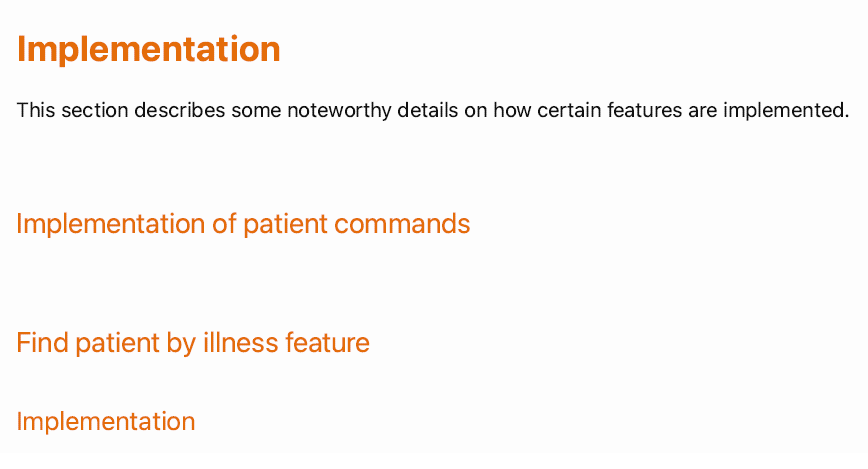 Implementation
This section describes some noteworthy details on how certain features are implemented.
Implementation of patient commands
Find patient by illness feature
Implementation